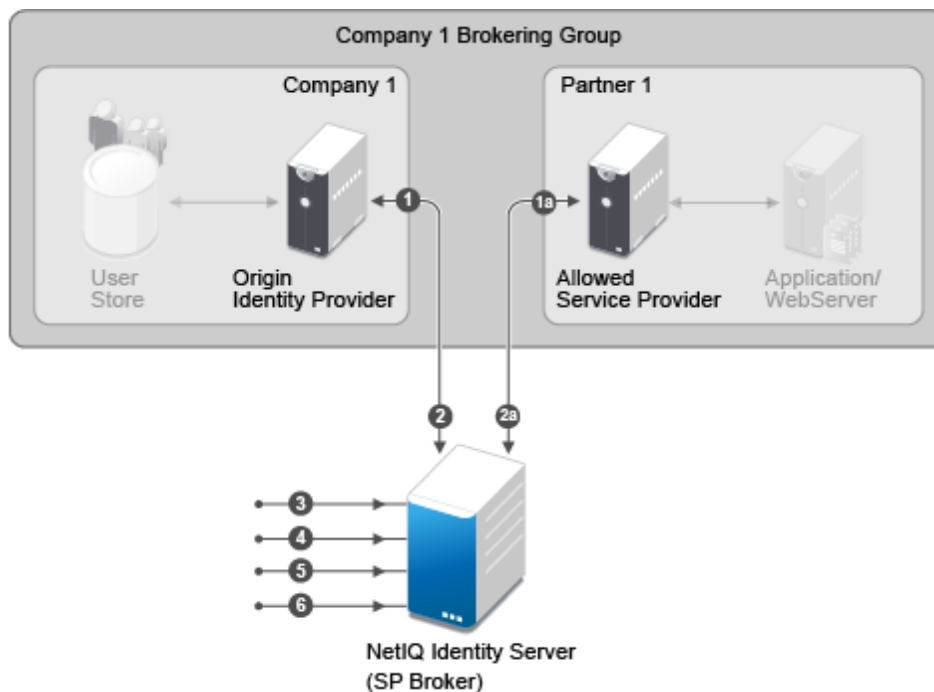 Company 1 Brokering Group
Company 1
Partner 1
1
1a
User
Store
Origin
Identity Provider
Allowed
Service Provider
Application/
WebServer
2
2a
3
4
5
6
NetIQ Identity Server
(SP Broker)